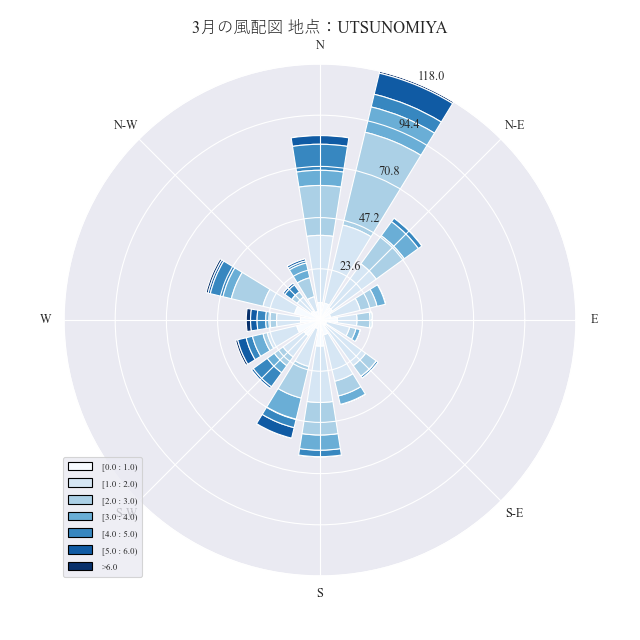 3月の風配図 地点：UTSUNOMIYA
N
118.0
N-W
94.4
N-E
70.8
47.2
23.6
W
E
[0.0 : 1.0)
[1.0 : 2.0)
[2.0 : 3.0)
S-W
S-E
[3.0 : 4.0)
[4.0 : 5.0)
[5.0 : 6.0)
>6.0
S